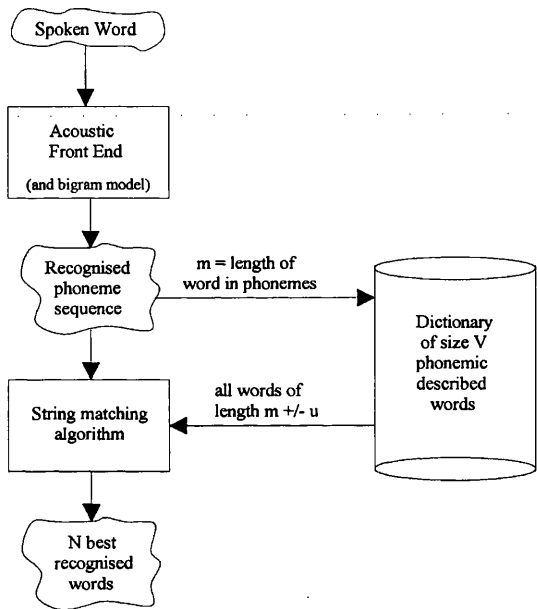 Spoken Word
Acoustic
Front End
(and bigram model)
Recognised
phoneme
sequence
m = length of
word in phonemes
Dictionary
of size V
phonemic
described
words
all words of
length m +/- u
String matching
algorithm
N best
recognised
words